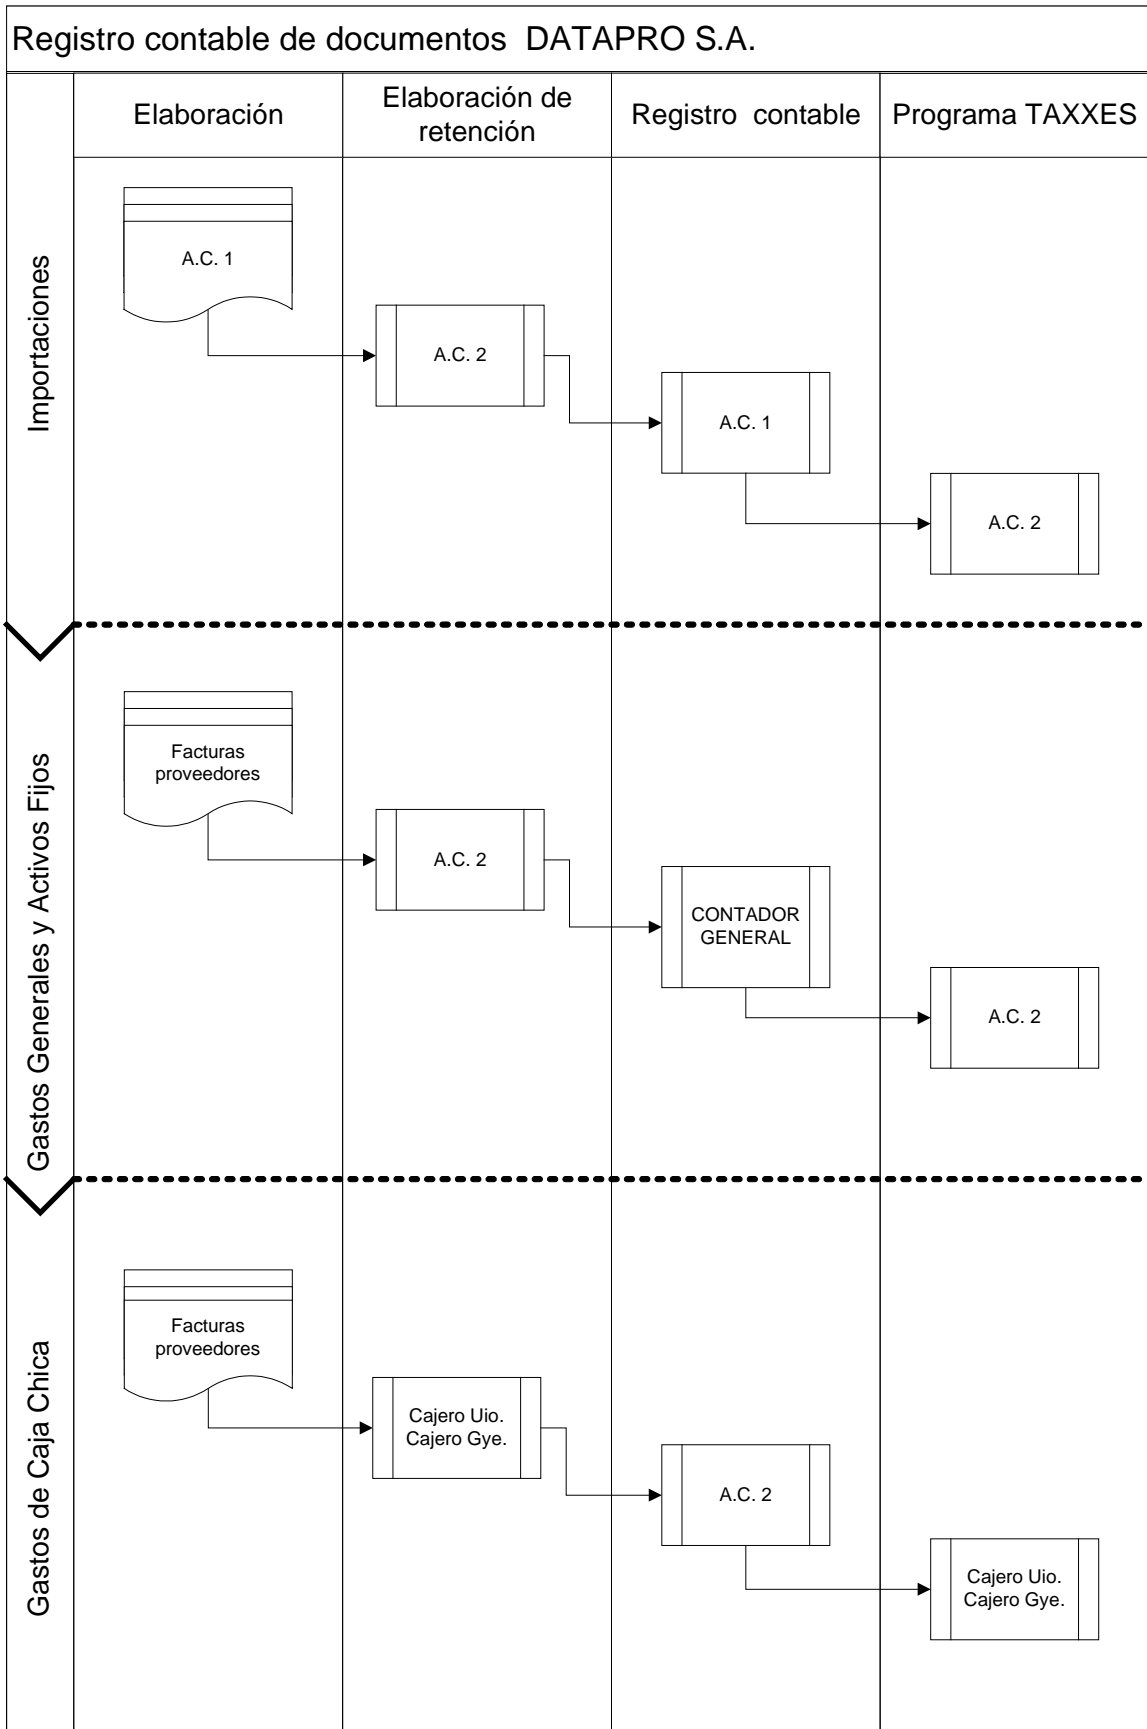 Registro contable de documentos DATAPRO S.A.
Elaboración
Elaboración de
retención
Registro contable
Programa TAXXES
Importaciones
A.C. 1
A.C. 2
A.C. 1
A.C. 2
Gastos Generales y Activos Fijos
Facturas
proveedores
A.C. 2
CONTADOR
GENERAL
A.C. 2
Gastos de Caja Chica
Facturas
proveedores
Cajero Uio.
Cajero Gye.
A.C. 2
Cajero Uio.
Cajero Gye.